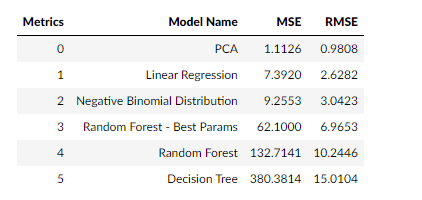 Metrics Model Name MSE RMSE
0 PCA 1.1126 0.9808
1 Linear Regression 7.3920 2.6282
2 Negative Binomial Distribution 9.2553 3.0423
3 Random Forest - Best Params 62.1000 6.9653
4 Random Forest 132.7141 10.2446
5 Decision Tree 380.3814 15.0104